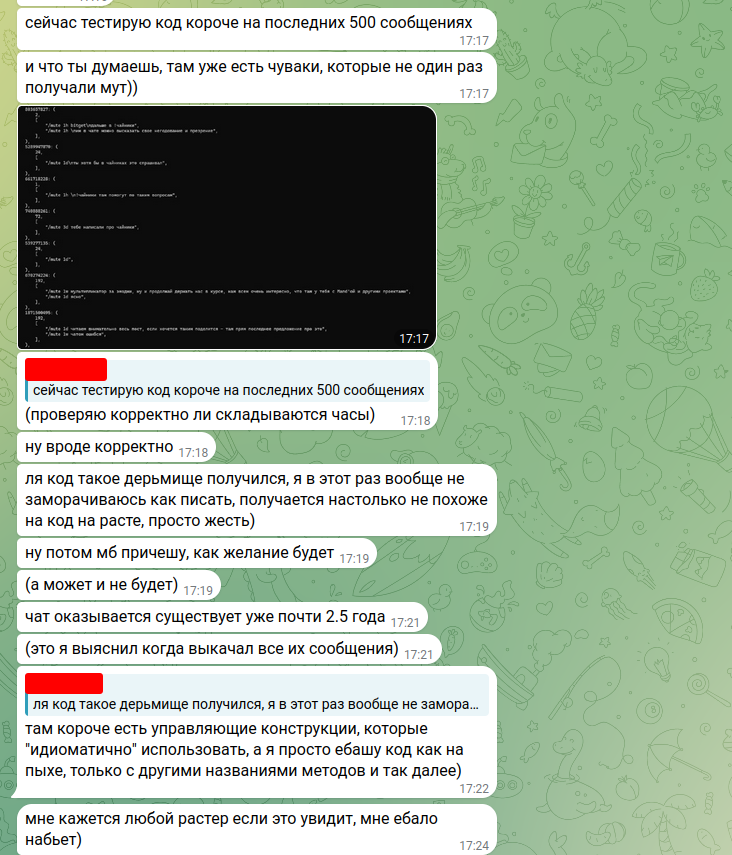 сейчас тестирую код короче на последних 500 сообщениях
17:17
и что ты думаешь, там уже есть чуваки, которые не один раз
получали мут))
17:17
"/mute 1d",
17:17
сейчас тестирую код короче на последних 500 сообщениях
(проверяю корректно ли складываются часы)
17:18
ну вроде корректно 17:18
ля код такое дерьмище получился, я в этот раз вообще не
заморачиваюсь как писать, получается настолько не похоже
на код на расте, просто жесть)
17:19
ну потом мб причешу, как желание будет 17:19
(а может и не будет) 17:19
чат оказывается существует уже почти 2.5 года 17:21
(это я выяснил когда выкачал все их сообщения) 17:21
ля код такое дерьмище получился, я в этот раз вообще не замора...
там короче есть управляющие конструкции, которые
"идиоматично" использовать, а я просто ебашу код как на
пыхе, только с другими названиями методов и так далее)
17:22
мне кажется любой растер если это увидит, мне ебало
набьет)
17:24